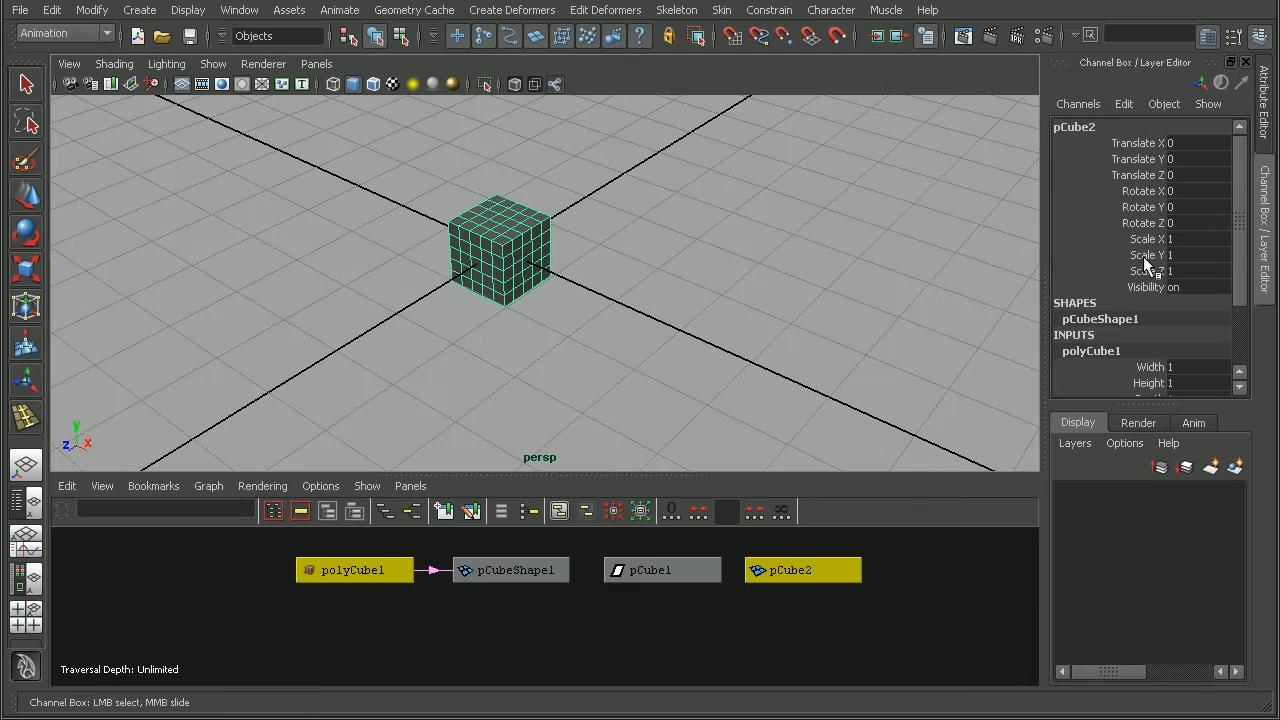 File Edit Modify Create Display Window Assets Animate Geometry Cache Create Deformers Edit Deformers Skeleton Skin Constraint Character Muscle Help
Animation Objects
View Shading Lighting Show Renderer Panels
Channel Box / Layer Editor
Channels Edit Object Show
pCube2
Translate X 0
Translate Y 0
Translate Z 0
Rotate X 0
Rotate Y 0
Rotate Z 0
Scale X 1
Scale Y 1
Scale Z 1
Visibility on
SHAPES
pCubeShape1
INPUTS
polyCube1
Width 1
Height 1
Attribute Editor
Channel Box / Layer Editor
y
z x
persp
Display Render Anim
Layers Options Help
Edit View Bookmarks Graph Rendering Options Show Panels
0 ∞
polyCube1 pCubeShape1 pCube1 pCube2
Traversal Depth: Unlimited
Channel Box: LMB select, MMB slide